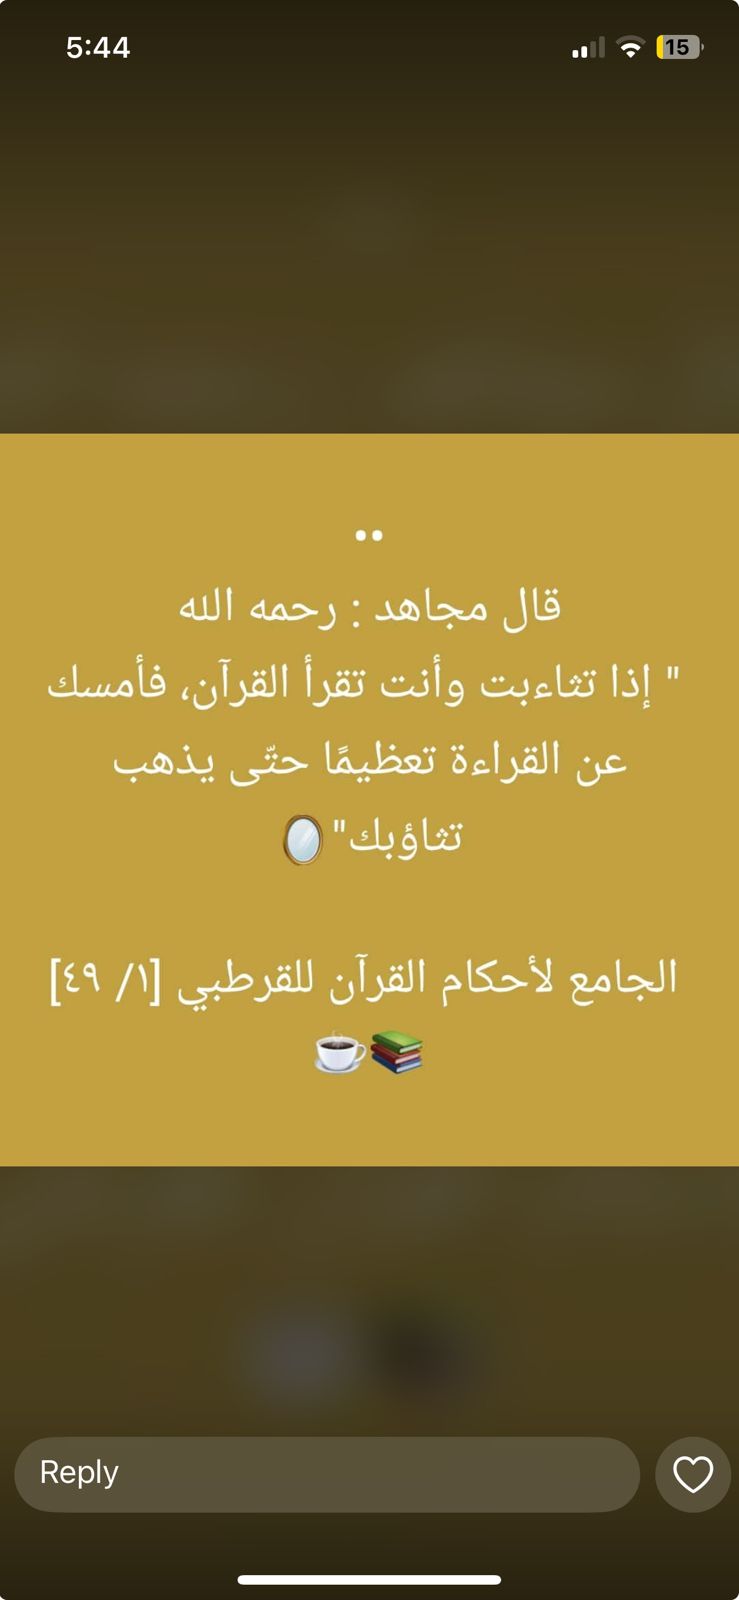 5:44
15
..
قال مجاهد : رحمه الله
" إذا تثاءبت وأنت تقرأ القرآن، فأمسك
عن القراءة تعظيمًا حتّى يذهب
تثاؤبك"🪞
الجامع لأحكام القرآن للقرطبي [١/ ٤٩]
📚☕
Reply